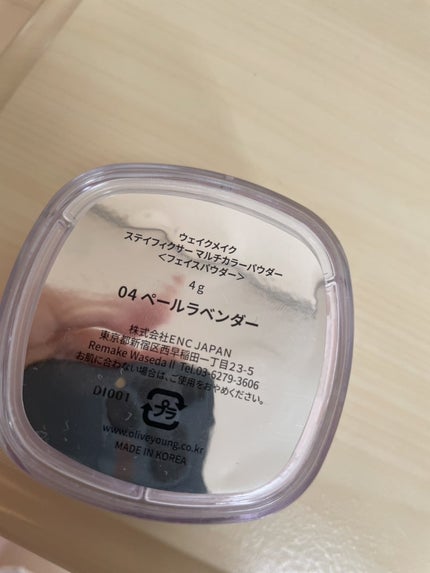 ウェイクメイク
ステイフィクサー マルチカラーパウダー
＜フェイスパウダー＞
4g
04 ペールラベンダー
株式会社ENC JAPAN
東京都新宿区西早稲田一丁目23-5
Remake Waseda II Tel.03-6279-3606
お肌に合わない場合は、ご使用をおやめください。
DI001
プラ
www.oliveyoung.co.kr
MADE IN KOREA